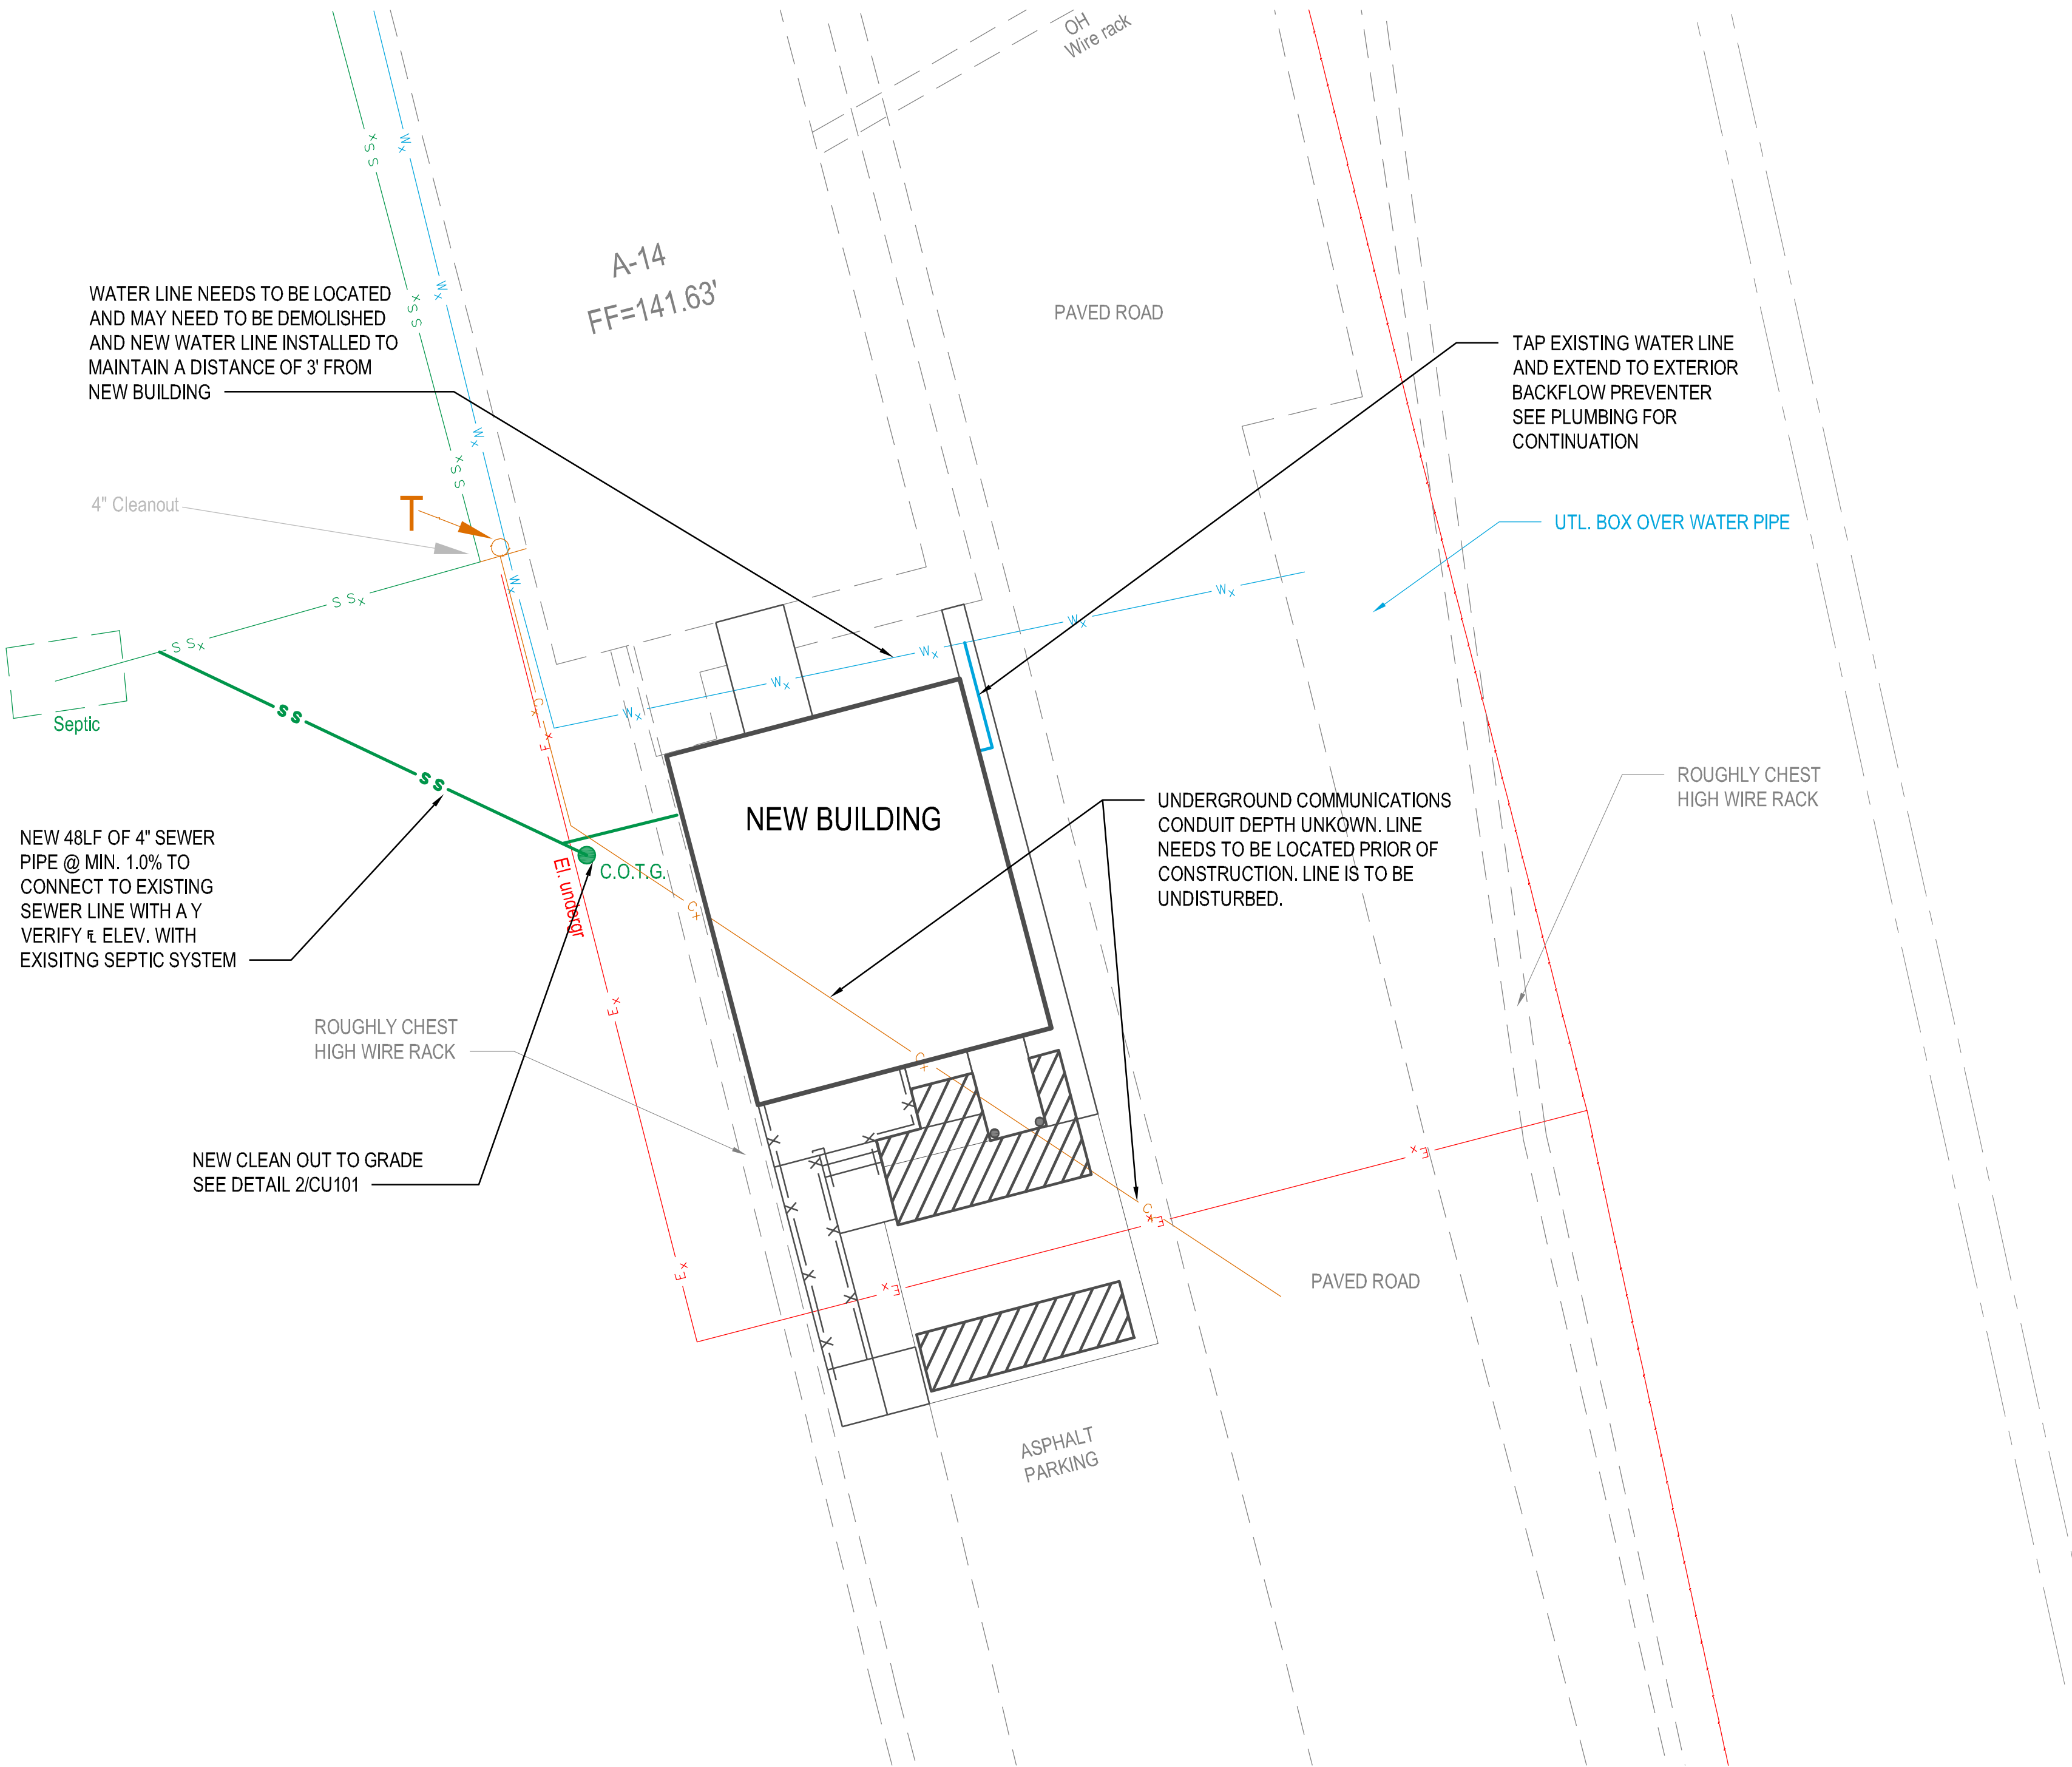 OH
Wire rack
A-14
FF=141.63'
WATER LINE NEEDS TO BE LOCATED
AND MAY NEED TO BE DEMOLISHED
AND NEW WATER LINE INSTALLED TO
MAINTAIN A DISTANCE OF 3' FROM
NEW BUILDING
PAVED ROAD
TAP EXISTING WATER LINE
AND EXTEND TO EXTERIOR
BACKFLOW PREVENTER
SEE PLUMBING FOR
CONTINUATION
4" Cleanout
T
UTL. BOX OVER WATER PIPE
S S x
S S x
S S x
S S x
S S x
W x
W x
W x
W x
W x
W x
W x
W x
W x
Septic
S S
S S
C x
E x
NEW BUILDING
ROUGHLY CHEST
HIGH WIRE RACK
UNDERGROUND COMMUNICATIONS
CONDUIT DEPTH UNKOWN. LINE
NEEDS TO BE LOCATED PRIOR OF
CONSTRUCTION. LINE IS TO BE
UNDISTURBED.
NEW 48LF OF 4" SEWER
PIPE @ MIN. 1.0% TO
CONNECT TO EXISTING
SEWER LINE WITH A Y
VERIFY ELEV. WITH
EXISITNG SEPTIC SYSTEM
C.O.T.G.
El. undergr
C x
E x
ROUGHLY CHEST
HIGH WIRE RACK
C x
NEW CLEAN OUT TO GRADE
SEE DETAIL 2/CU101
E x
C x
E x
E x
E x
PAVED ROAD
ASPHALT
PARKING